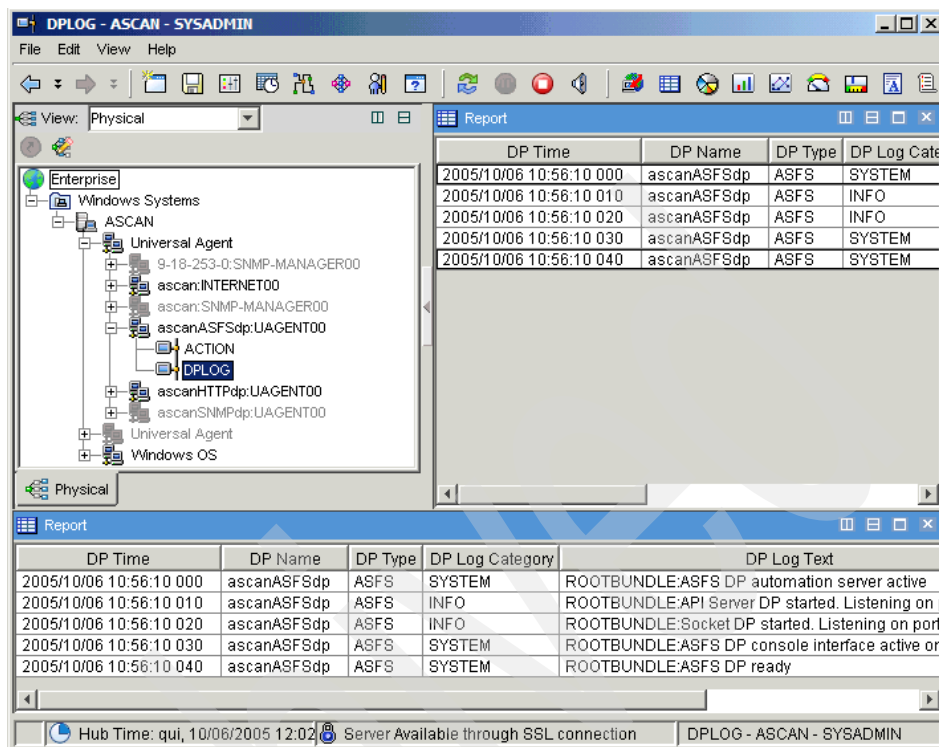 DPLOG - ASCAN - SYSADMIN
File Edit View Help
View: Physical
Enterprise
Windows Systems
ASCAN
Universal Agent
9-18-253-0:SNMP-MANAGER00
ascan:INTERNET00
ascan:SNMP-MANAGER00
ascanASFSdp:UAGENT00
ACTION
DPLOG
ascanHTTPdp:UAGENT00
ascanSNMPdp:UAGENT00
Universal Agent
Windows OS
Physical
Report
DP Time DP Name DP Type DP Log Cate
2005/10/06 10:56:10 000 ascanASFSdp ASFS SYSTEM
2005/10/06 10:56:10 010 ascanASFSdp ASFS INFO
2005/10/06 10:56:10 020 ascanASFSdp ASFS INFO
2005/10/06 10:56:10 030 ascanASFSdp ASFS SYSTEM
2005/10/06 10:56:10 040 ascanASFSdp ASFS SYSTEM
Report
DP Time DP Name DP Type DP Log Category DP Log Text
2005/10/06 10:56:10 000 ascanASFSdp ASFS SYSTEM ROOTBUNDLE:ASFS DP automation server active
2005/10/06 10:56:10 010 ascanASFSdp ASFS INFO ROOTBUNDLE:API Server DP started. Listening on
2005/10/06 10:56:10 020 ascanASFSdp ASFS INFO ROOTBUNDLE:Socket DP started. Listening on port
2005/10/06 10:56:10 030 ascanASFSdp ASFS SYSTEM ROOTBUNDLE:ASFS DP console interface active or
2005/10/06 10:56:10 040 ascanASFSdp ASFS SYSTEM ROOTBUNDLE:ASFS DP ready
Hub Time: qui, 10/06/2005 12:02 Server Available through SSL connection DPLOG - ASCAN - SYSADMIN